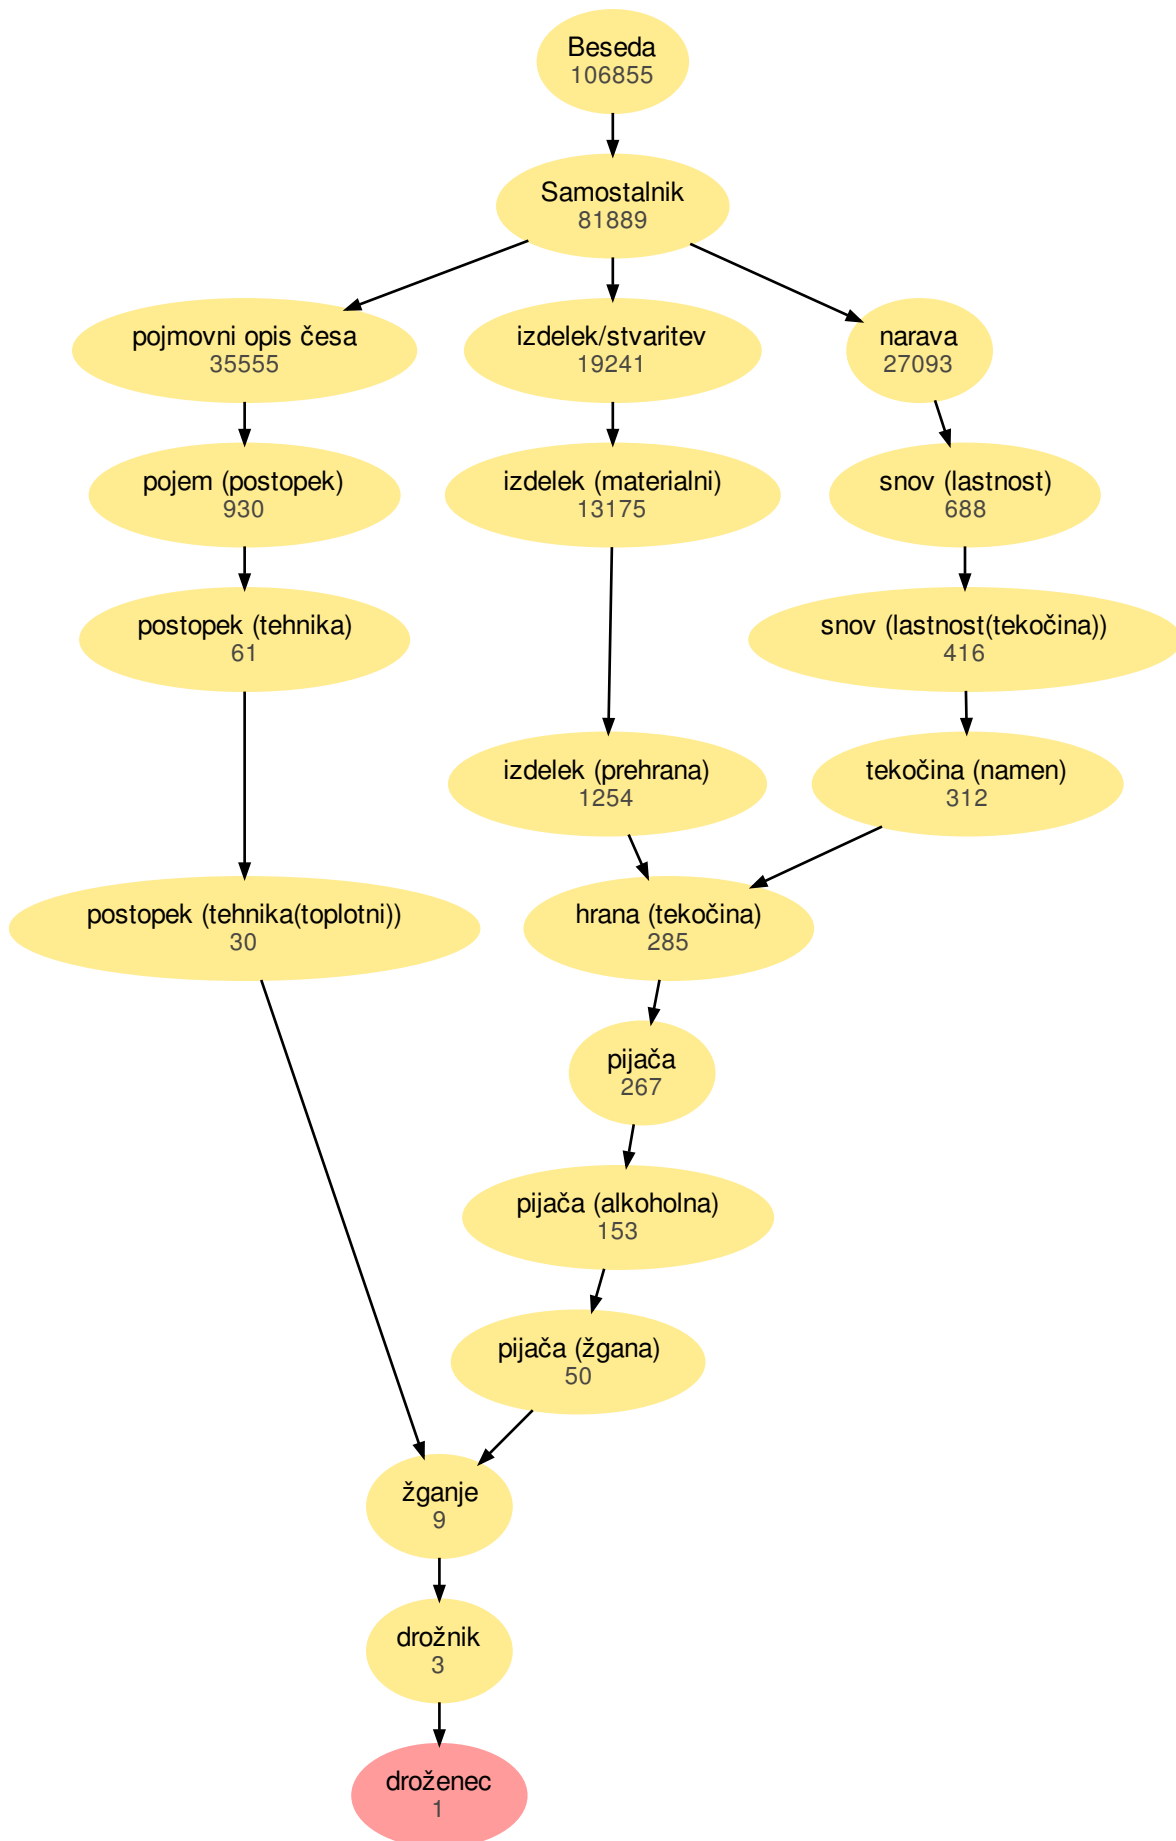 Beseda
106855
Samostalnik
81889
pojmovni opis česa
35555
izdelek/stvaritev
19241
narava
27093
pojem (postopek)
930
izdelek (materialni)
13175
snov (lastnost)
688
postopek (tehnika)
61
snov (lastnost(tekočina))
416
izdelek (prehrana)
1254
tekočina (namen)
312
postopek (tehnika(toplotni))
30
hrana (tekočina)
285
pijača
267
pijača (alkoholna)
153
pijača (žgana)
50
žganje
9
drožnik
3
droženec
1